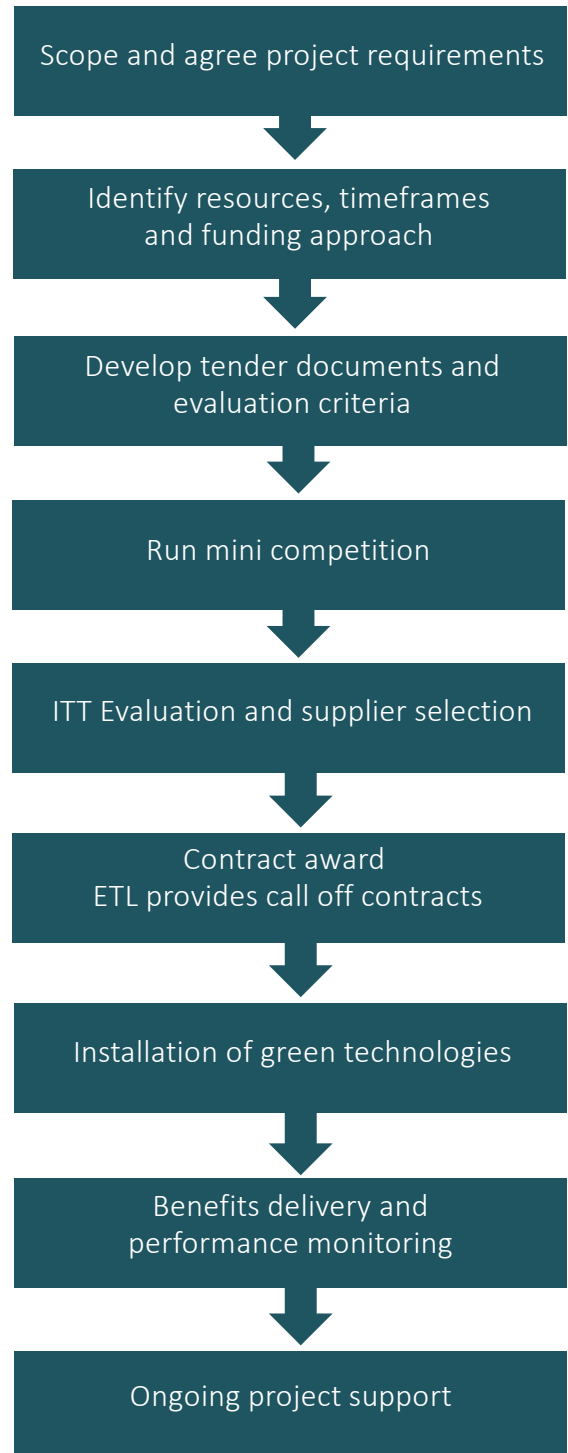 Scope and agree project requirements
Identify resources, timeframes
and funding approach
Develop tender documents and
evaluation criteria
Run mini competition
ITT Evaluation and supplier selection
Contract award
ETL provides call off contracts
Installation of green technologies
Benefits delivery and
performance monitoring
Ongoing project support